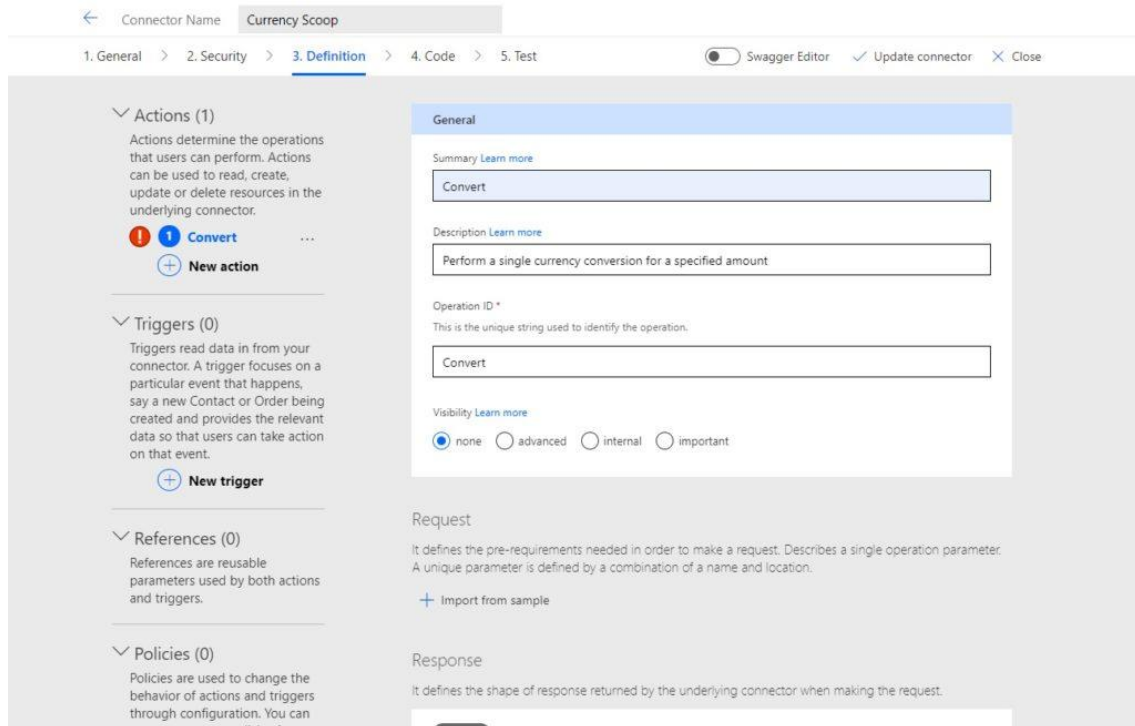 Connector Name Currency Scoop
1. General > 2. Security > 3. Definition > 4. Code > 5. Test Swagger Editor Update connector Close
Actions (1)
Actions determine the operations
that users can perform. Actions
can be used to read, create,
update or delete resources in the
underlying connector.
! 1 Convert ...
New action
Triggers (0)
Triggers read data in from your
connector. A trigger focuses on a
particular event that happens,
say a new Contact or Order being
created and provides the relevant
data so that users can take action
on that event.
New trigger
References (0)
References are reusable
parameters used by both actions
and triggers.
Policies (0)
Policies are used to change the
behavior of actions and triggers
through configuration. You can
General
Summary Learn more
Convert
Description Learn more
Perform a single currency conversion for a specified amount
Operation ID *
This is the unique string used to identify the operation.
Convert
Visibility Learn more
none advanced internal important
Request
It defines the pre-requirements needed in order to make a request. Describes a single operation parameter.
A unique parameter is defined by a combination of a name and location.
Import from sample
Response
It defines the shape of response returned by the underlying connector when making the request.